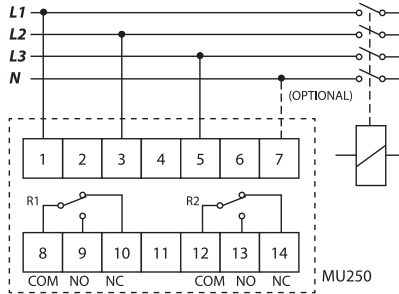 L1
L2
L3
N
(OPTIONAL)
1 2 3 4 5 6 7
R1 R2
8 9 10 11 12 13 14
COM NO NC COM NO NC
MU250